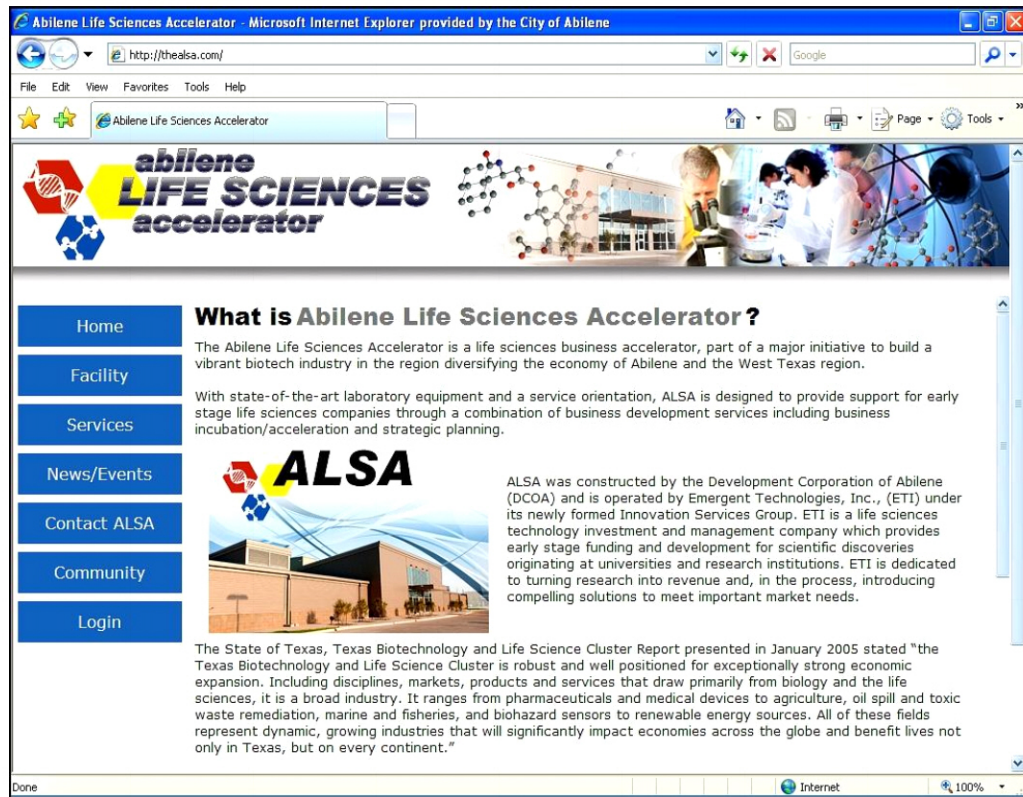 Abilene Life Sciences Accelerator - Microsoft Internet Explorer provided by the City of Abilene
http://thealsa.com/
Google
File Edit View Favorites Tools Help
Abilene Life Sciences Accelerator
Page Tools
abilene
LIFE SCIENCES
accelerator
Home
Facility
Services
News/Events
Contact ALSA
Community
Login
What is Abilene Life Sciences Accelerator?
The Abilene Life Sciences Accelerator is a life sciences business accelerator, part of a major initiative to build a
vibrant biotech industry in the region diversifying the economy of Abilene and the West Texas region.
With state-of-the-art laboratory equipment and a service orientation, ALSA is designed to provide support for early
stage life sciences companies through a combination of business development services including business
incubation/acceleration and strategic planning.
ALSA
ALSA was constructed by the Development Corporation of Abilene
(DCOA) and is operated by Emergent Technologies, Inc., (ETI) under
its newly formed Innovation Services Group. ETI is a life sciences
technology investment and management company which provides
early stage funding and development for scientific discoveries
originating at universities and research institutions. ETI is dedicated
to turning research into revenue and, in the process, introducing
compelling solutions to meet important market needs.
The State of Texas, Texas Biotechnology and Life Science Cluster Report presented in January 2005 stated “the
Texas Biotechnology and Life Science Cluster is robust and well positioned for exceptionally strong economic
expansion. Including disciplines, markets, products and services that draw primarily from biology and the life
sciences, it is a broad industry. It ranges from pharmaceuticals and medical devices to agriculture, oil spill and toxic
waste remediation, marine and fisheries, and biohazard sensors to renewable energy sources. All of these fields
represent dynamic, growing industries that will significantly impact economies across the globe and benefit lives not
only in Texas, but on every continent.”
Done
Internet
100%